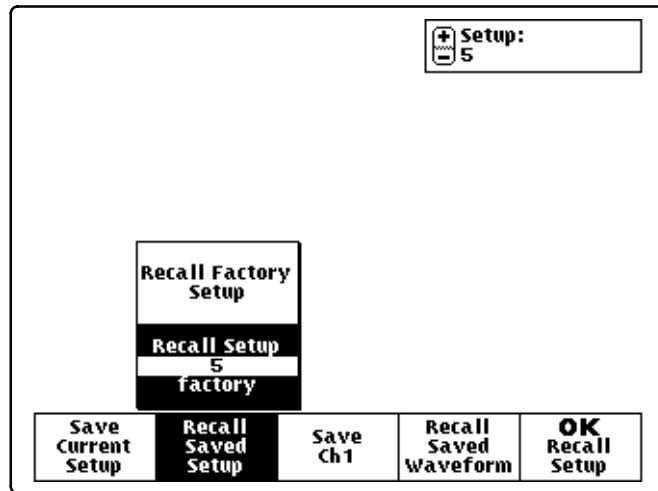 + Setup:
- 5
Recall Factory
Setup
Recall Setup
5
factory
Save
Current
Setup
Recall
Saved
Setup
Save
Ch1
Recall
Saved
Waveform
OK
Recall
Setup